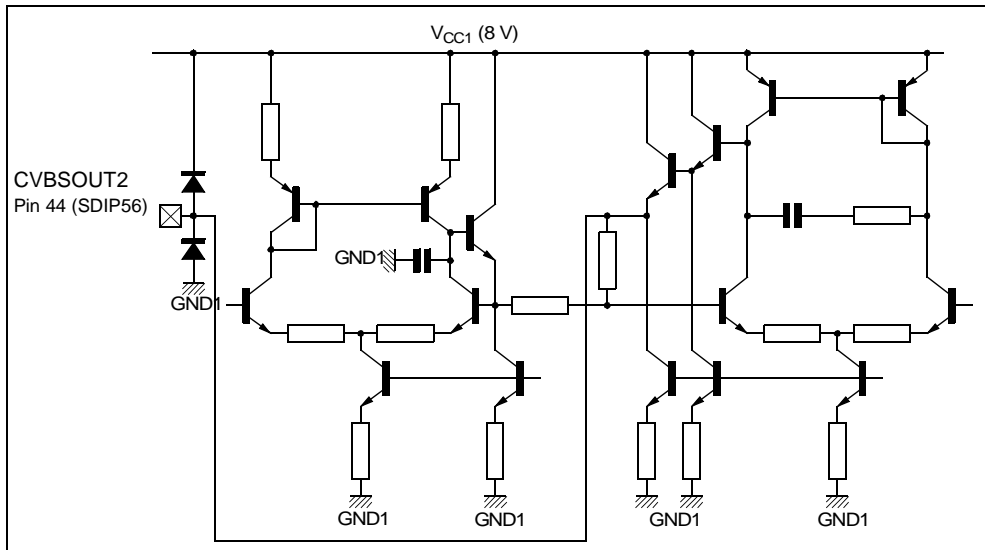 V_CC1 (8 V)
CVBSOUT2
Pin 44 (SDIP56)
GND1
GND1
GND1
GND1
GND1
GND1